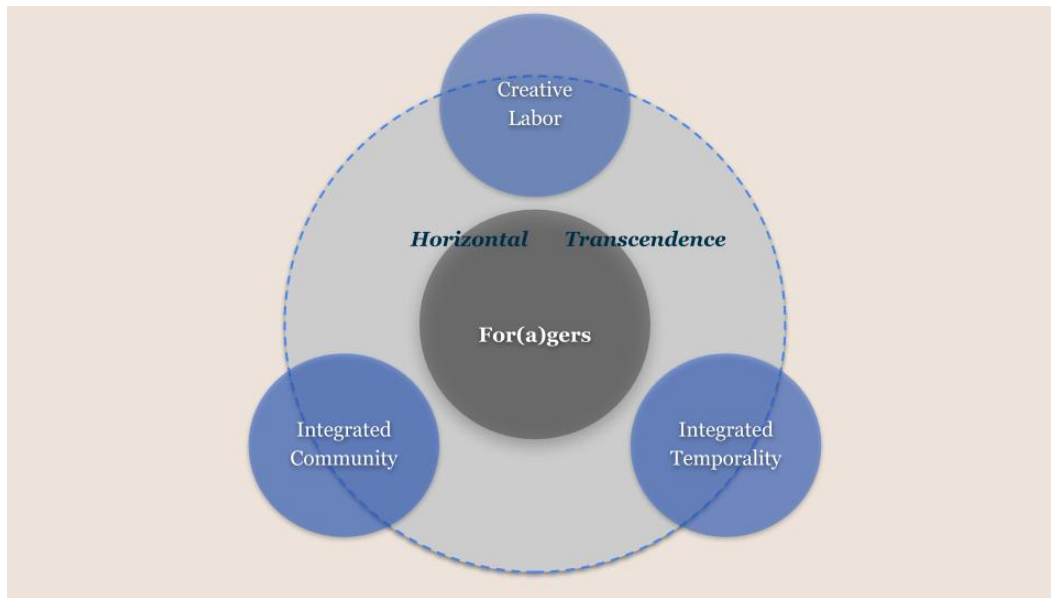 Creative
Labor
Horizontal Transcendence
For(a)gers
Integrated
Community
Integrated
Temporality